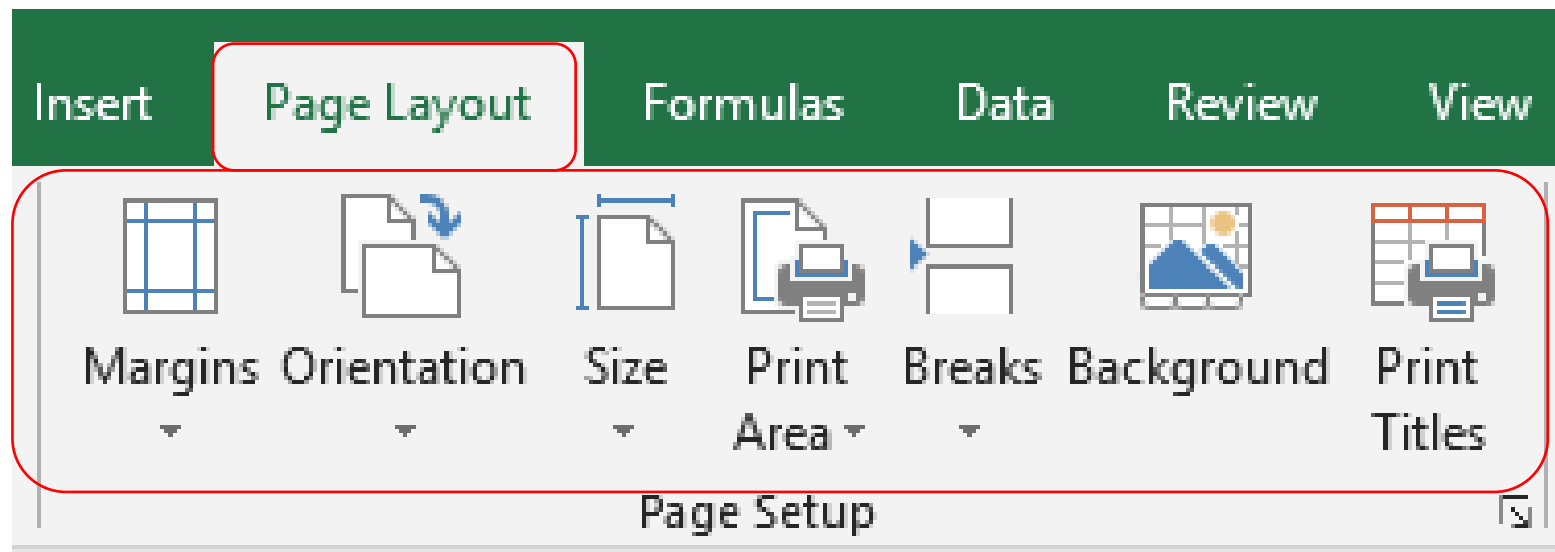 Insert Page Layout Formulas Data Review View
Margins Orientation Size Print Breaks Background Print
Area Titles
Page Setup